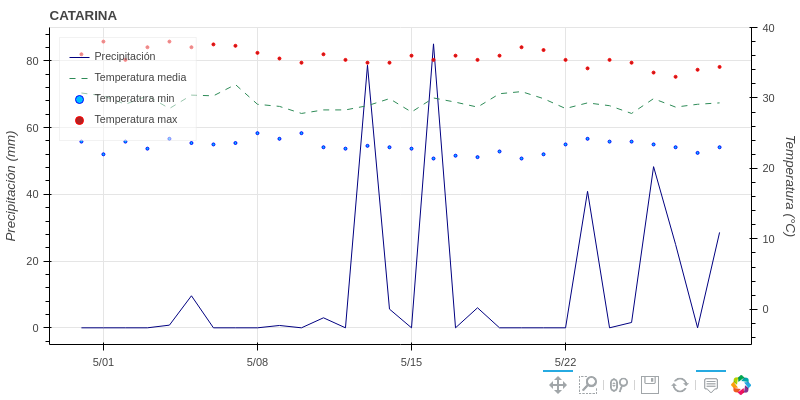 CATARINA
Precipitación
Temperatura media
Temperatura min
Temperatura max
Precipitación (mm)
80
60
40
20
0
Temperatura (°C)
40
30
20
10
0
5/01
5/08
5/15
5/22